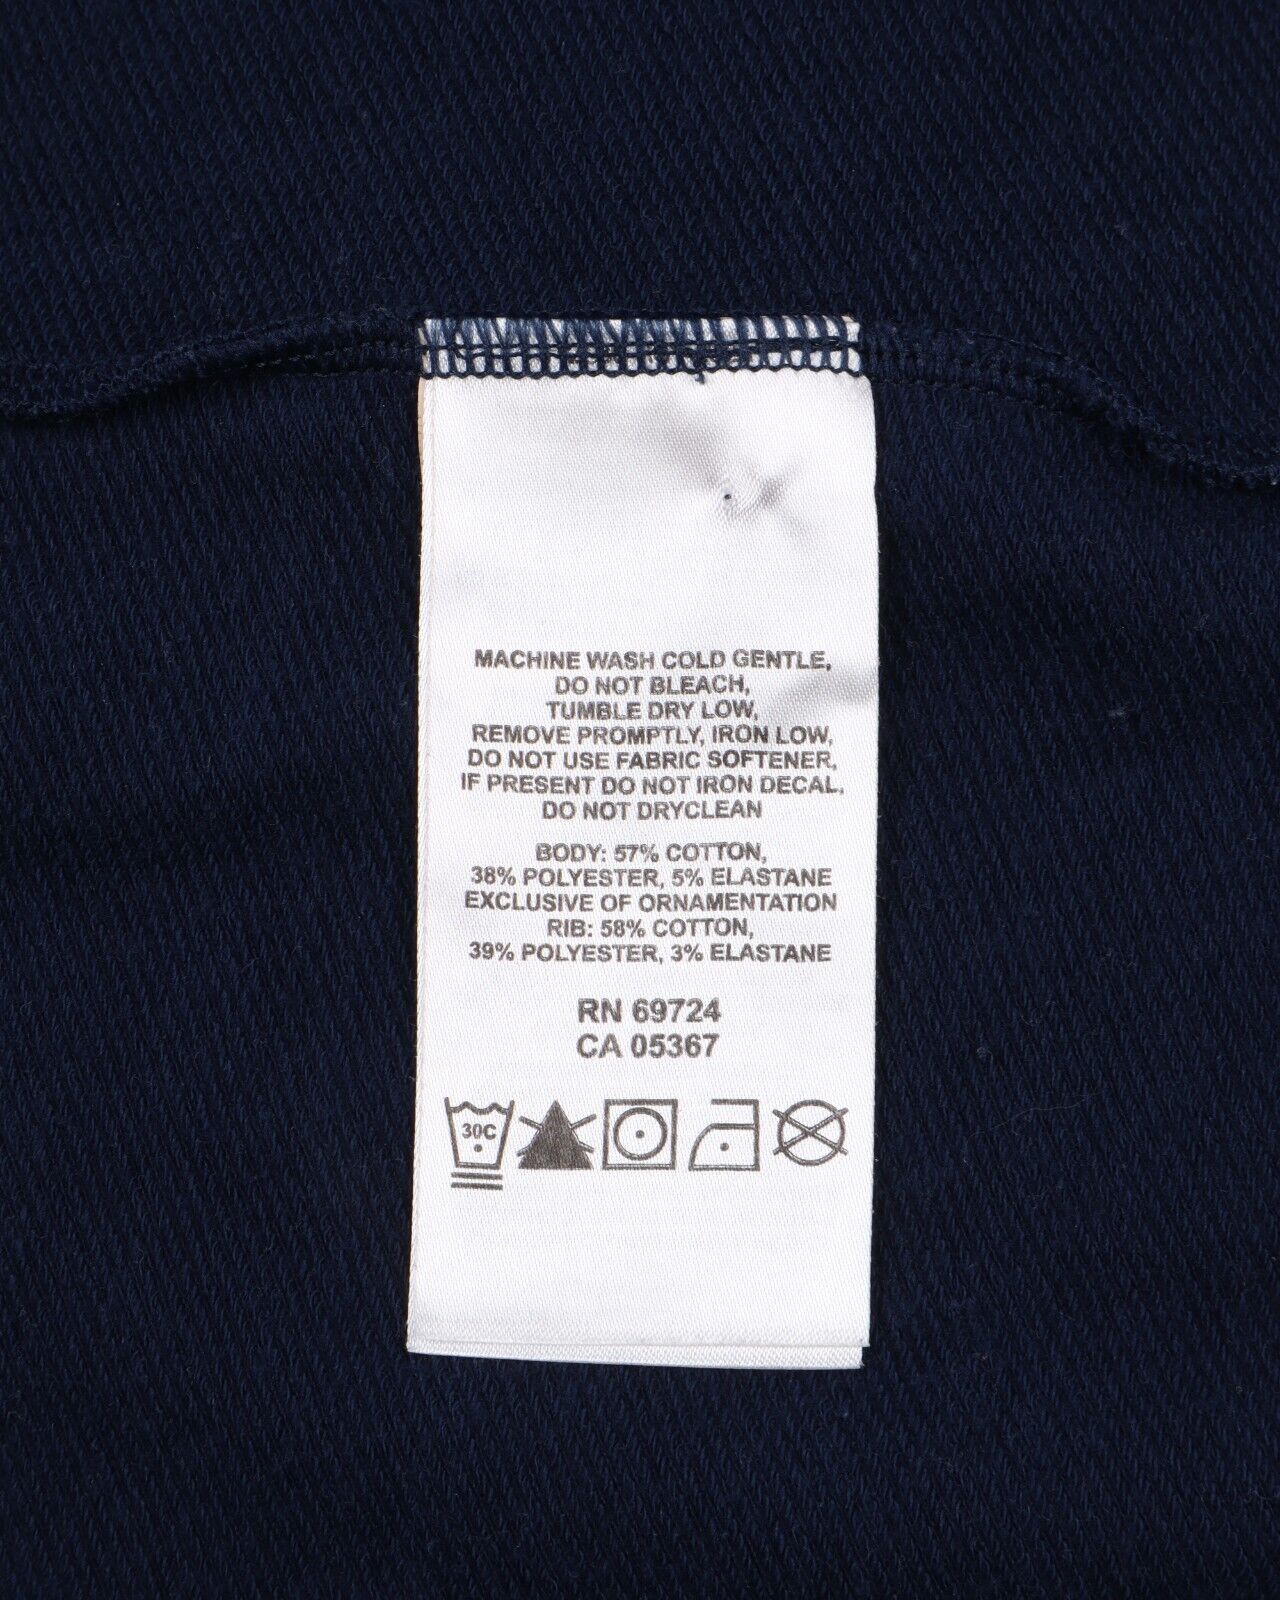 MACHINE WASH COLD GENTLE,
DO NOT BLEACH,
TUMBLE DRY LOW,
REMOVE PROMPTLY, IRON LOW,
DO NOT USE FABRIC SOFTENER,
IF PRESENT DO NOT IRON DECAL,
DO NOT DRYCLEAN
BODY: 57% COTTON,
38% POLYESTER, 5% ELASTANE
EXCLUSIVE OF ORNAMENTATION
RIB: 58% COTTON,
39% POLYESTER, 3% ELASTANE
RN 69724
CA 05367
30C